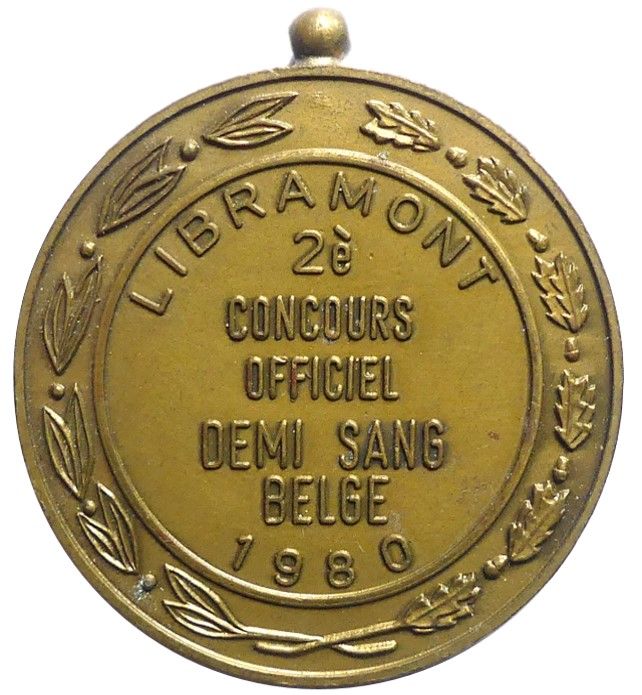 LIBRAMONT
2è
CONCOURS
OFFICIEL
DEMI SANG
BELGE
1980